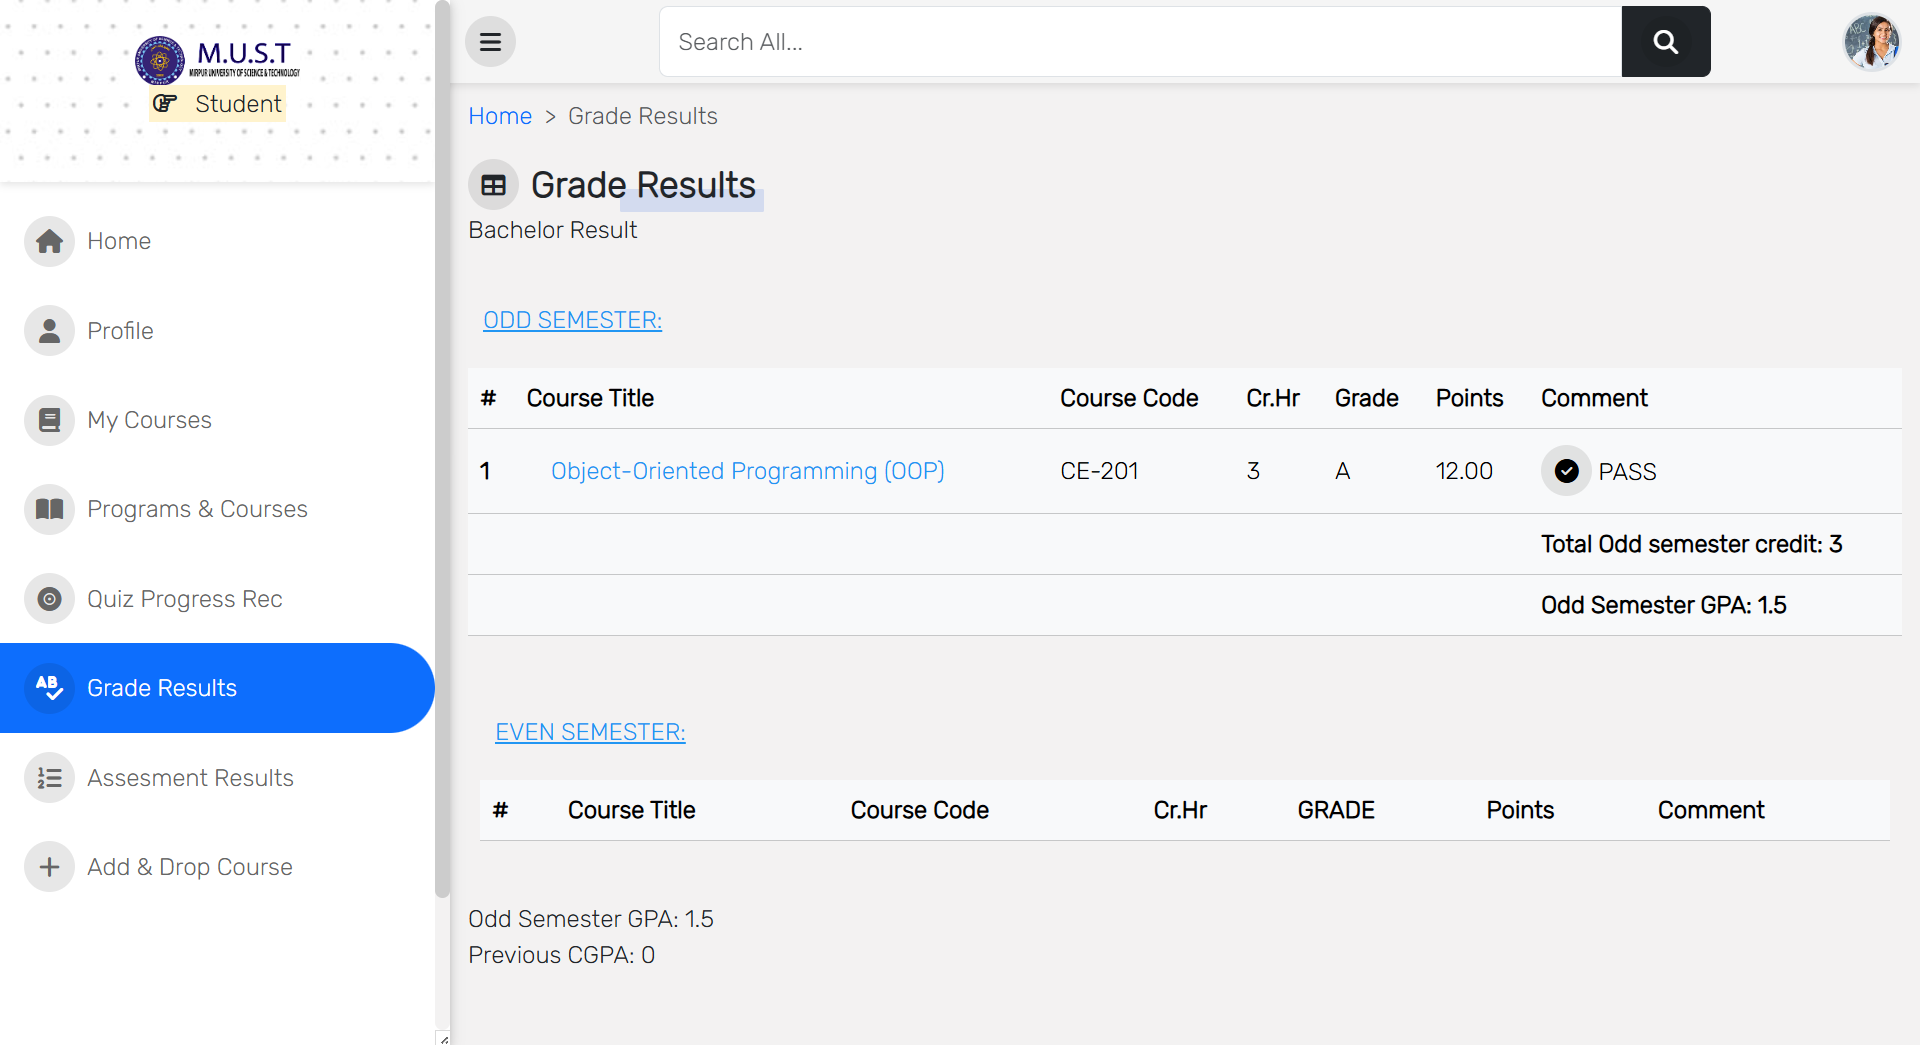 M.U.S.T
MIRPUR UNIVERSITY OF SCIENCE & TECHNOLOGY
Student
Home
Profile
My Courses
Programs & Courses
Quiz Progress Rec
Grade Results
Assesment Results
Add & Drop Course
Search All...
Home > Grade Results
Grade Results
Bachelor Result
ODD SEMESTER:
# Course Title Course Code Cr.Hr Grade Points Comment
1 Object-Oriented Programming (OOP) CE-201 3 A 12.00 PASS
Total Odd semester credit: 3
Odd Semester GPA: 1.5
EVEN SEMESTER:
# Course Title Course Code Cr.Hr GRADE Points Comment
Odd Semester GPA: 1.5
Previous CGPA: 0